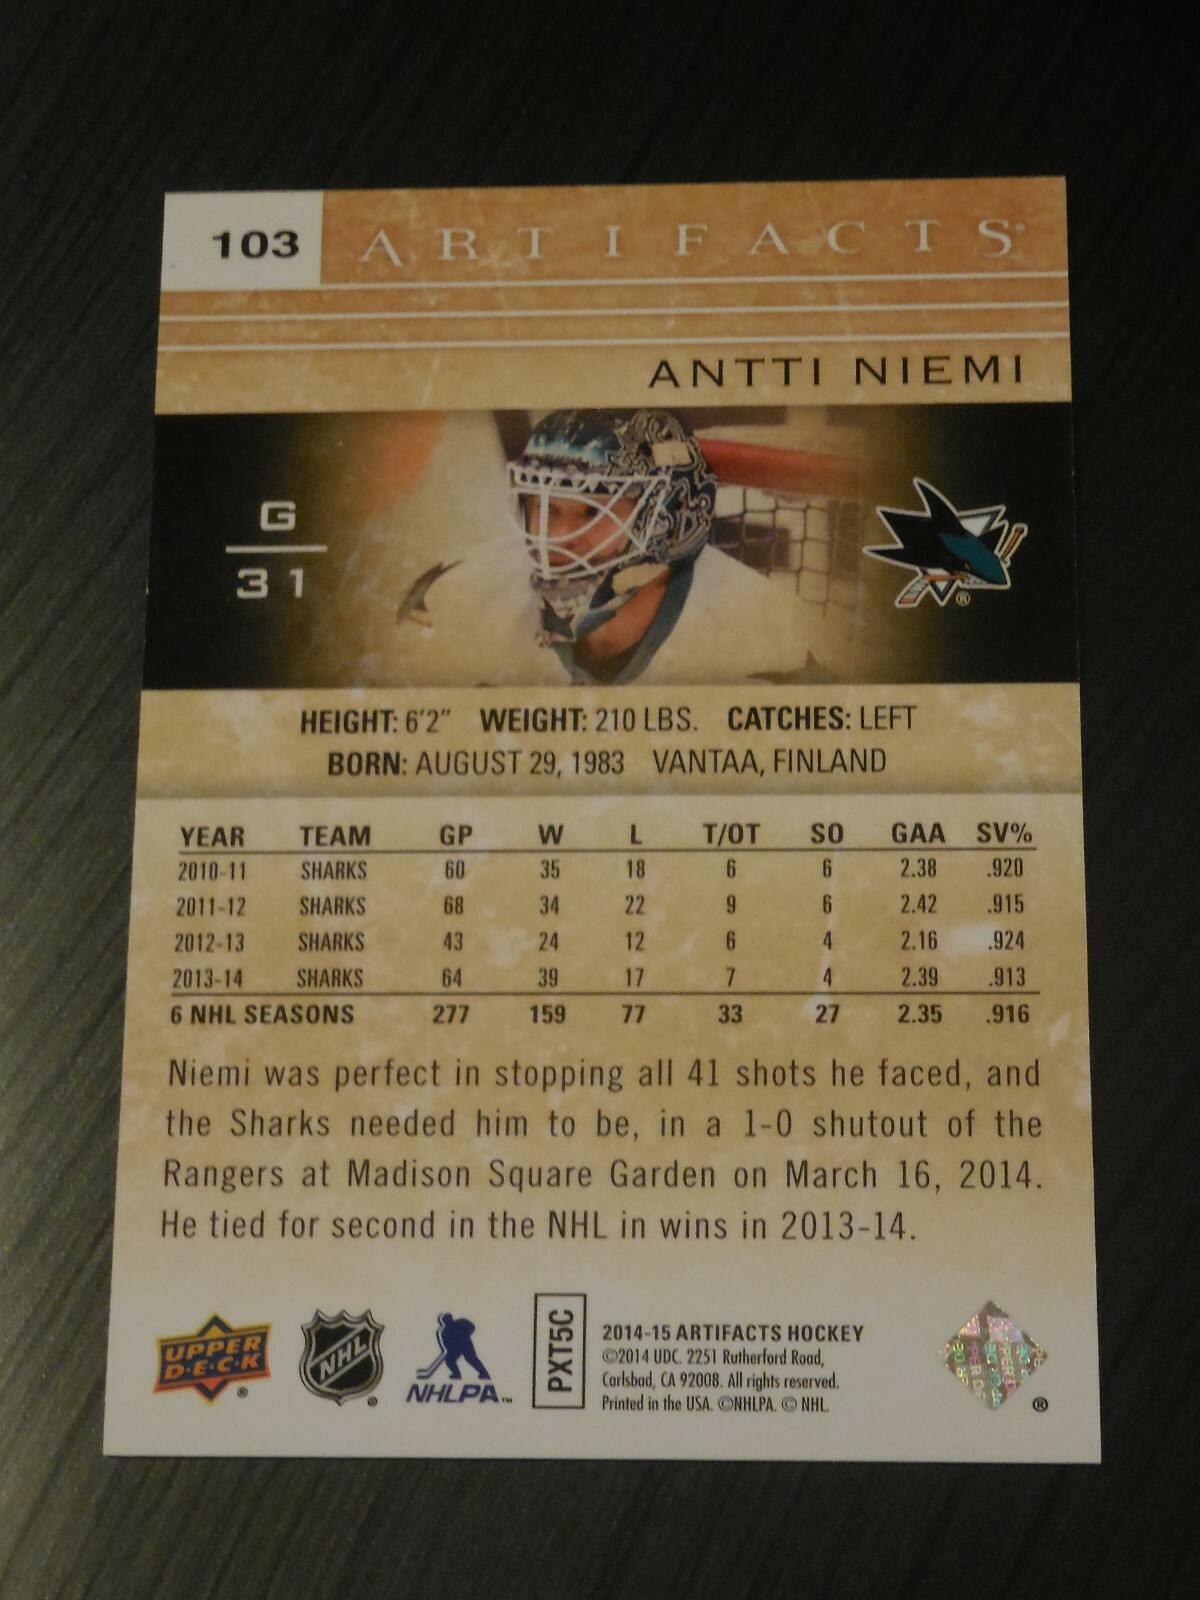 103 ARTIFACTS®
ANTTI NIEMI
G
31
®
HEIGHT: 6'2" WEIGHT: 210 LBS. CATCHES: LEFT
BORN: AUGUST 29, 1983 VANTAA, FINLAND
YEAR TEAM GP W L T/OT SO GAA SV%
2010-11 SHARKS 60 35 18 6 6 2.38 .920
2011-12 SHARKS 68 34 22 9 6 2.42 .915
2012-13 SHARKS 43 24 12 6 4 2.16 .924
2013-14 SHARKS 64 39 17 7 4 2.39 .913
6 NHL SEASONS 277 159 77 33 27 2.35 .916
Niemi was perfect in stopping all 41 shots he faced, and
the Sharks needed him to be, in a 1-0 shutout of the
Rangers at Madison Square Garden on March 16, 2014.
He tied for second in the NHL in wins in 2013-14.
UPPER
D·E·C·K ®
NHL ®
NHLPA™
PXT5C
2014-15 ARTIFACTS HOCKEY
©2014 UDC. 2251 Rutherford Road,
Carlsbad, CA 92008. All rights reserved.
Printed in the USA. ©NHLPA. © NHL.
®